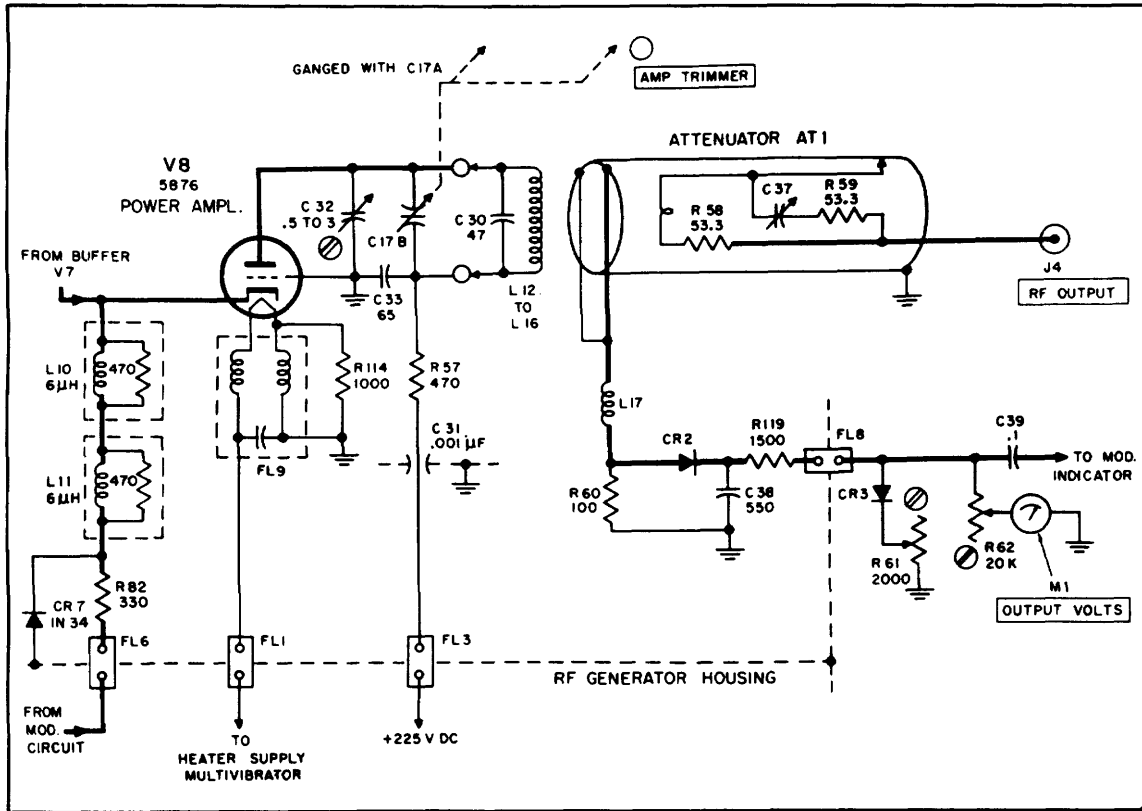 GANGED WITH C17A
AMP TRIMMER
ATTENUATOR AT1
V8
5876
POWER AMPL.
C32
.5 TO 3
C17B
C30
47
C37
R59
53.3
R58
53.3
FROM BUFFER
V7
C33
65
L12
TO
L16
J4
RF OUTPUT
L10
6µH
470
R114
1000
R57
470
L17
C31
.001µF
FL9
L11
6µH
470
CR2
R119
1500
FL8
C39
.1
TO MOD.
INDICATOR
R60
100
C38
550
CR3
R61
2000
R62
20K
M1
OUTPUT VOLTS
CR7
IN34
R82
330
FL6
FL1
FL3
RF GENERATOR HOUSING
FROM
MOD.
CIRCUIT
TO
HEATER SUPPLY
MULTIVIBRATOR
+225V DC